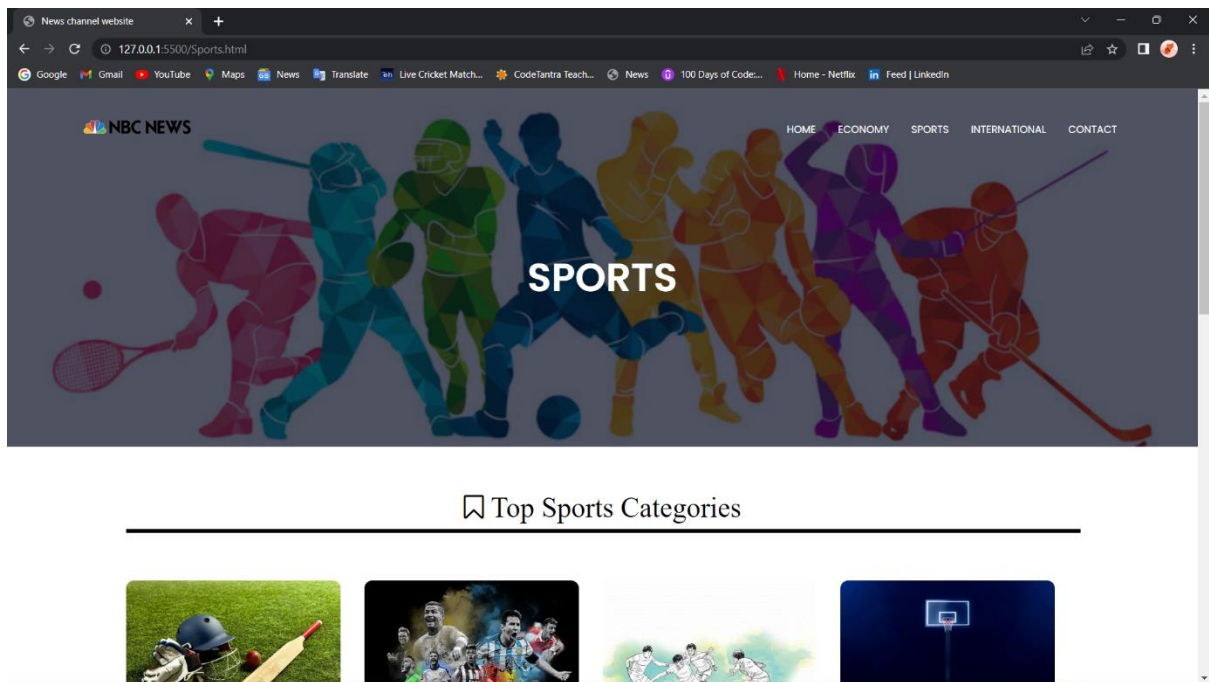 News channel website
127.0.0.1:5500/Sports.html
Google Gmail YouTube Maps News Translate Live Cricket Match... CodeTantra Teach... News 100 Days of Code:... Home - Netflix Feed | LinkedIn
NBC NEWS HOME ECONOMY SPORTS INTERNATIONAL CONTACT
SPORTS
Top Sports Categories